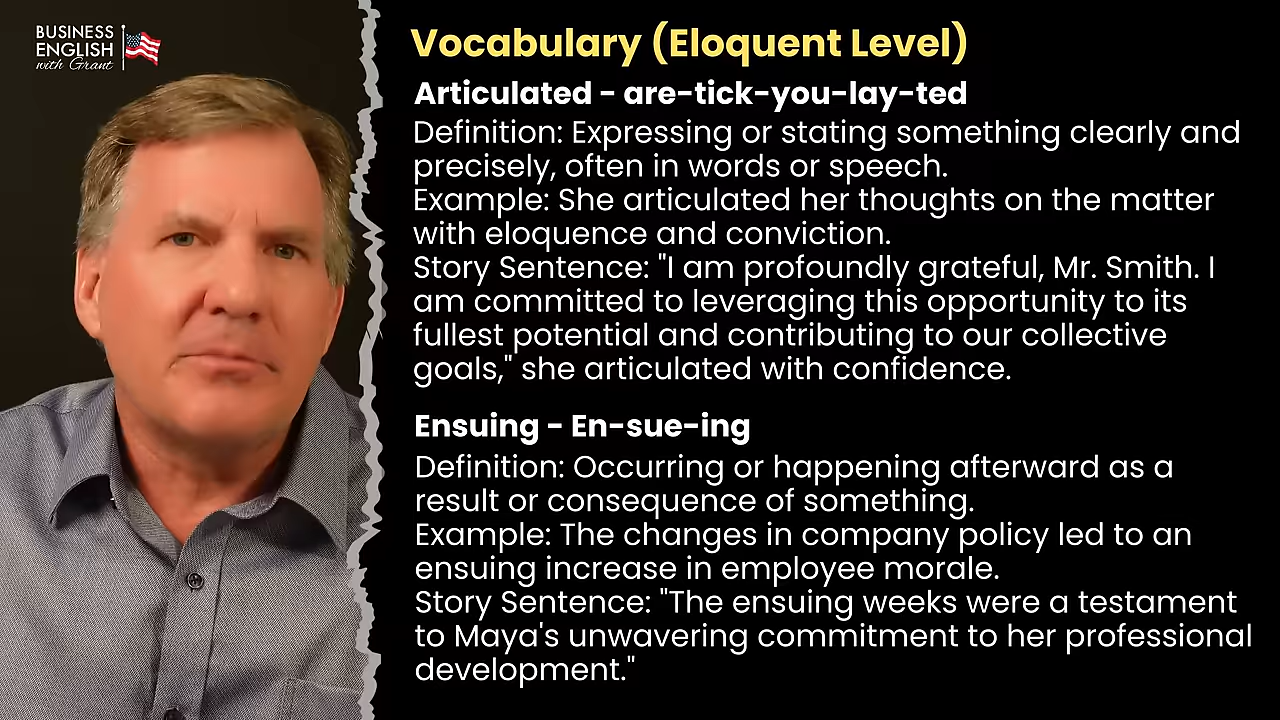 BUSINESS
ENGLISH
with Grant
Vocabulary (Eloquent Level)
Articulated - are-tick-you-lay-ted
Definition: Expressing or stating something clearly and
precisely, often in words or speech.
Example: She articulated her thoughts on the matter
with eloquence and conviction.
Story Sentence: "I am profoundly grateful, Mr. Smith. I
am committed to leveraging this opportunity to its
fullest potential and contributing to our collective
goals," she articulated with confidence.
Ensuing - En-sue-ing
Definition: Occurring or happening afterward as a
result or consequence of something.
Example: The changes in company policy led to an
ensuing increase in employee morale.
Story Sentence: "The ensuing weeks were a testament
to Maya's unwavering commitment to her professional
development."